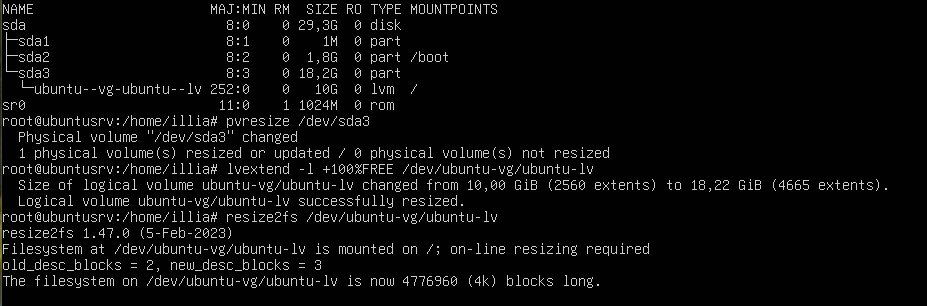 NAME                      MAJ:MIN RM  SIZE RO TYPE MOUNTPOINTS
sda                         8:0    0 29,3G  0 disk
├─sda1                      8:1    0    1M  0 part
├─sda2                      8:2    0  1,8G  0 part /boot
└─sda3                      8:3    0 18,2G  0 part
  └─ubuntu--vg-ubuntu--lv 252:0    0   10G  0 lvm  /
sr0                        11:0    1 1024M  0 rom
root@ubuntusrv:/home/illia# pvresize /dev/sda3
  Physical volume "/dev/sda3" changed
  1 physical volume(s) resized or updated / 0 physical volume(s) not resized
root@ubuntusrv:/home/illia# lvextend -l +100%FREE /dev/ubuntu-vg/ubuntu-lv
  Size of logical volume ubuntu-vg/ubuntu-lv changed from 10,00 GiB (2560 extents) to 18,22 GiB (4665 extents).
  Logical volume ubuntu-vg/ubuntu-lv successfully resized.
root@ubuntusrv:/home/illia# resize2fs /dev/ubuntu-vg/ubuntu-lv
resize2fs 1.47.0 (5-Feb-2023)
Filesystem at /dev/ubuntu-vg/ubuntu-lv is mounted on /; on-line resizing required
old_desc_blocks = 2, new_desc_blocks = 3
The filesystem on /dev/ubuntu-vg/ubuntu-lv is now 4776960 (4k) blocks long.